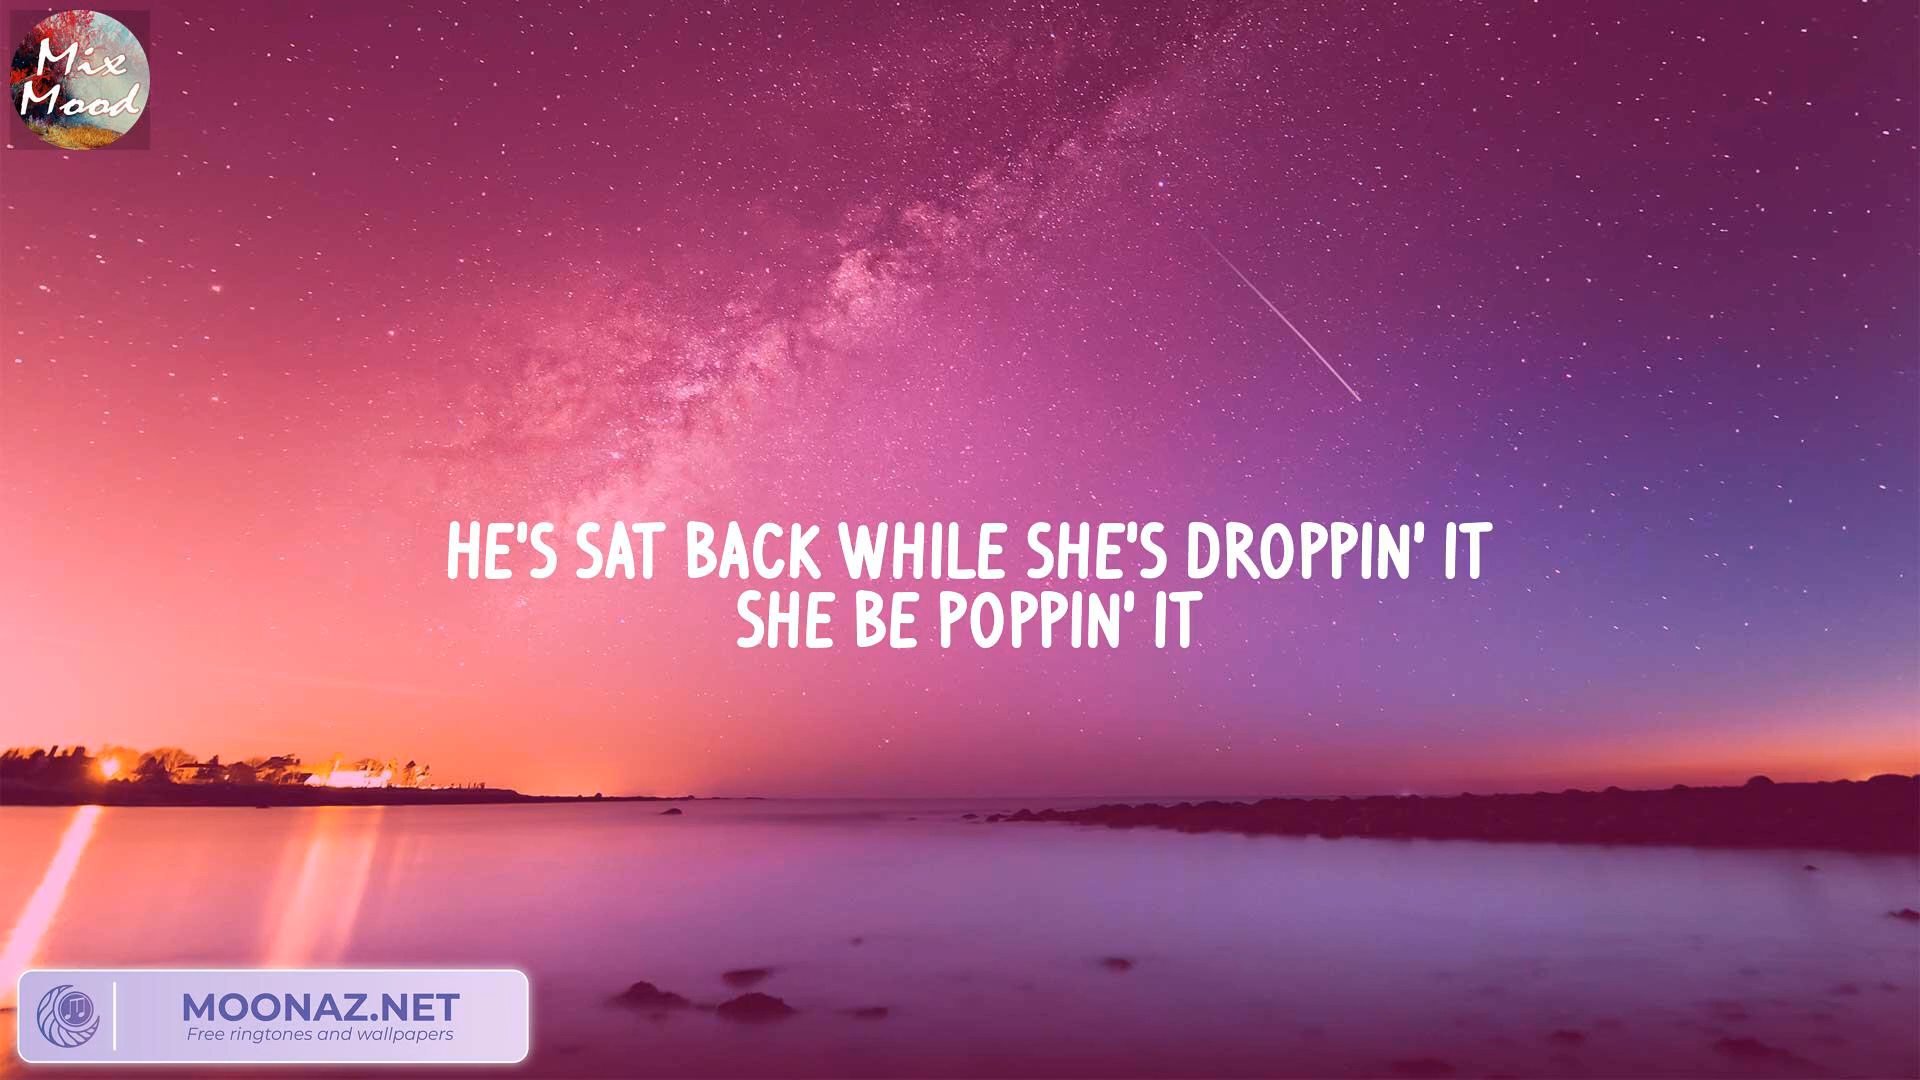 Mix
Mood
HE'S SAT BACK WHILE SHE'S DROPPIN' IT
SHE BE POPPIN' IT
MOONAZ.NET
Free ringtones and wallpapers